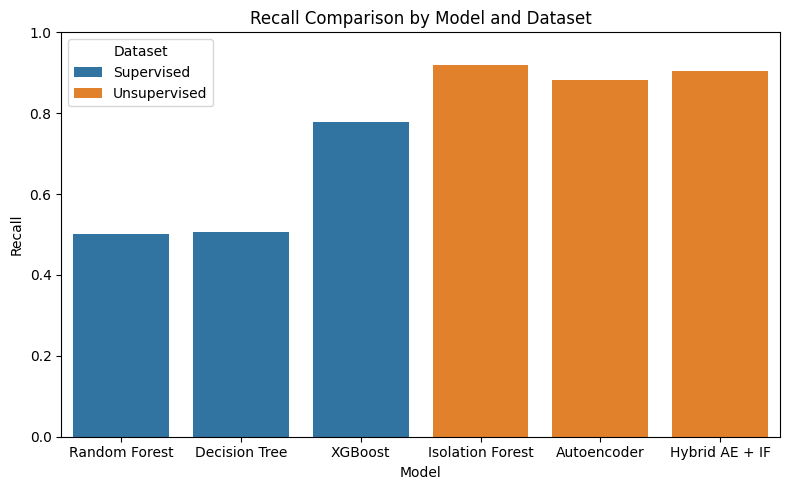 Recall Comparison by Model and Dataset
Dataset
Supervised
Unsupervised
Recall
1.0
0.8
0.6
0.4
0.2
0.0
Random Forest
Decision Tree
XGBoost
Isolation Forest
Autoencoder
Hybrid AE + IF
Model